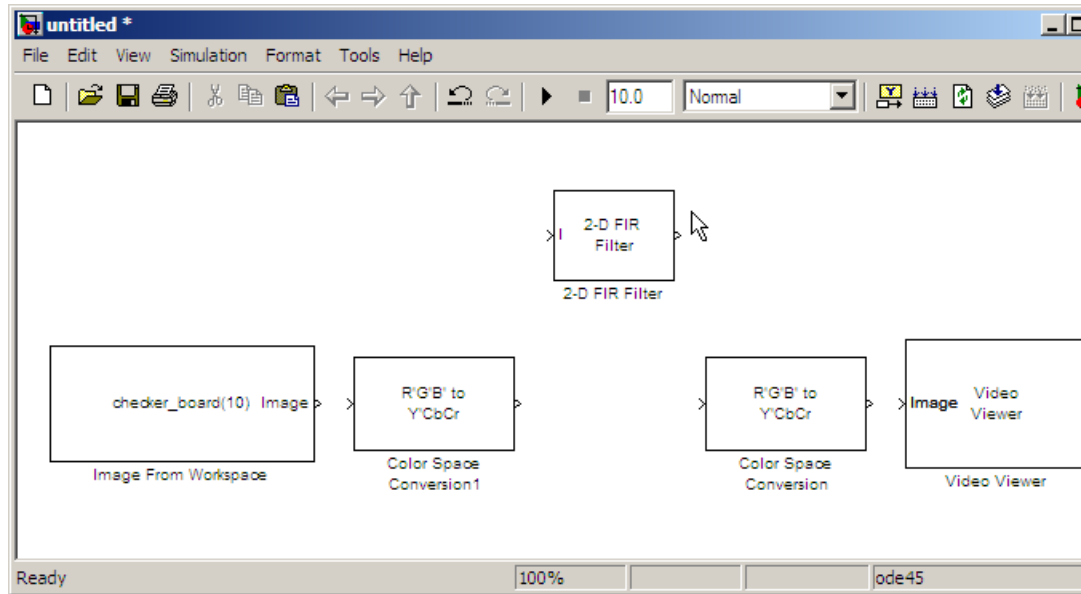 untitled *
File Edit View Simulation Format Tools Help
10.0 Normal
2-D FIR
I Filter
2-D FIR Filter
checker_board(10) Image
Image From Workspace
R'G'B' to
Y'CbCr
Color Space
Conversion1
R'G'B' to
Y'CbCr
Color Space
Conversion
Image Video
Viewer
Video Viewer
Ready 100% ode45